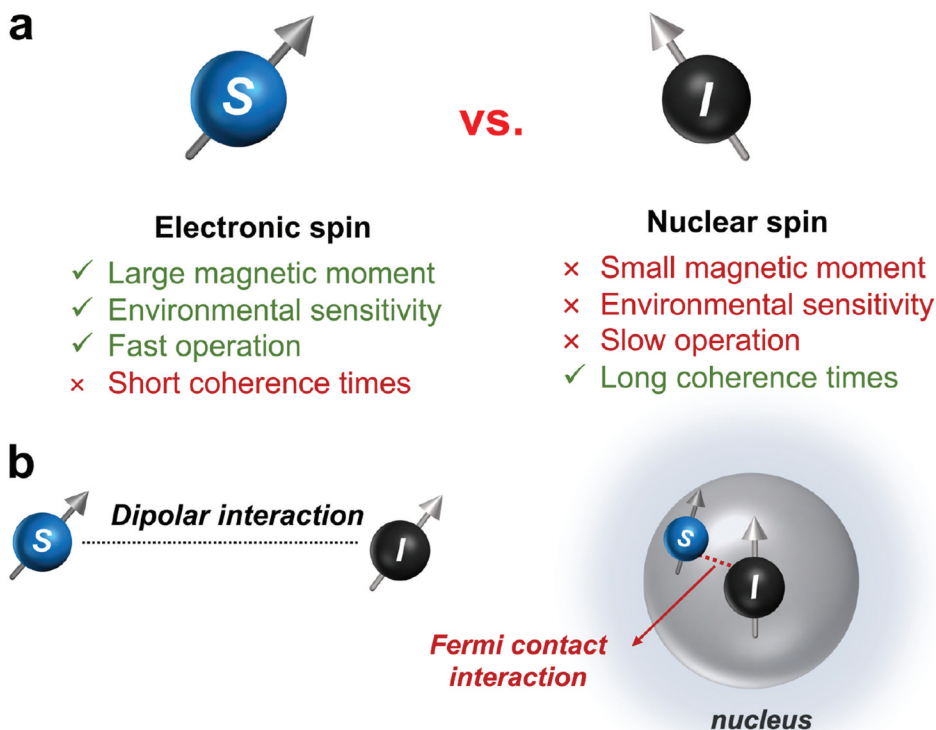 a
S
vs.
I
Electronic spin
✓ Large magnetic moment
✓ Environmental sensitivity
✓ Fast operation
× Short coherence times
Nuclear spin
× Small magnetic moment
× Environmental sensitivity
× Slow operation
✓ Long coherence times
b
S
Dipolar interaction
I
S
I
Fermi contact
interaction
nucleus